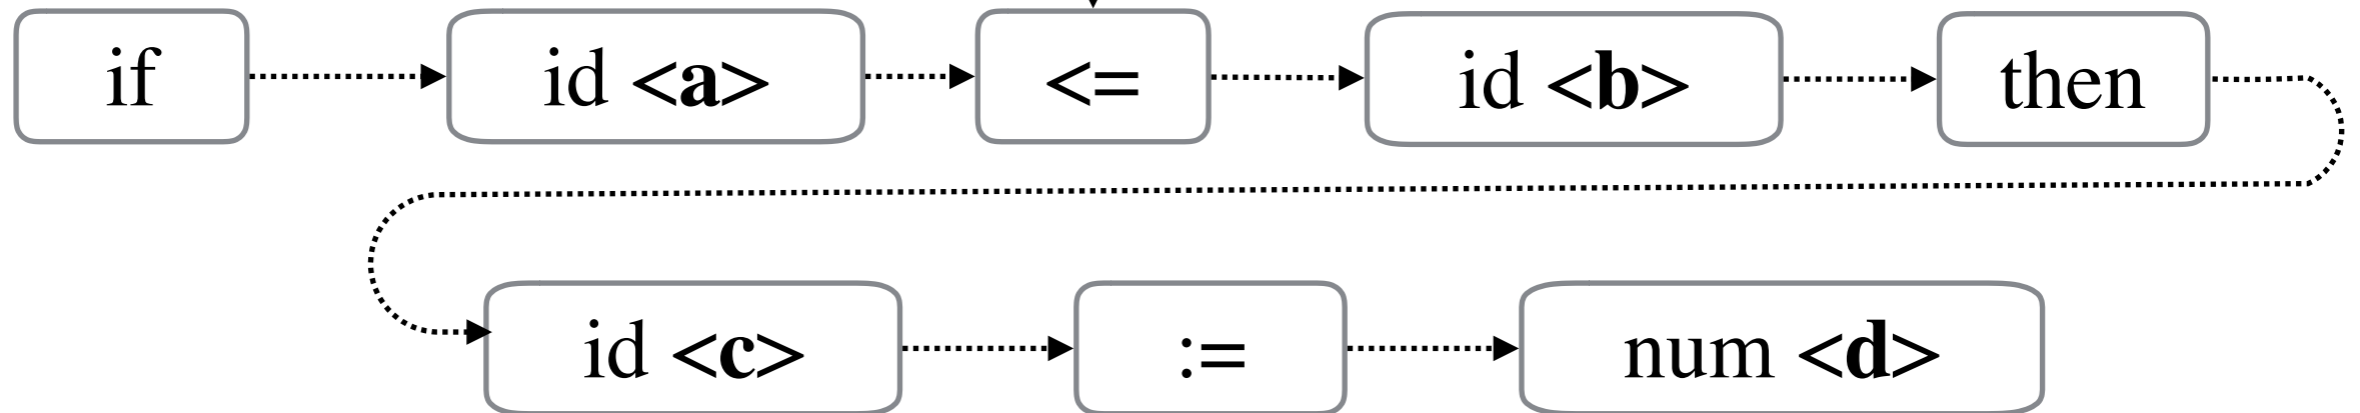 if id <a> <= id <b> then
id <c> := num <d>